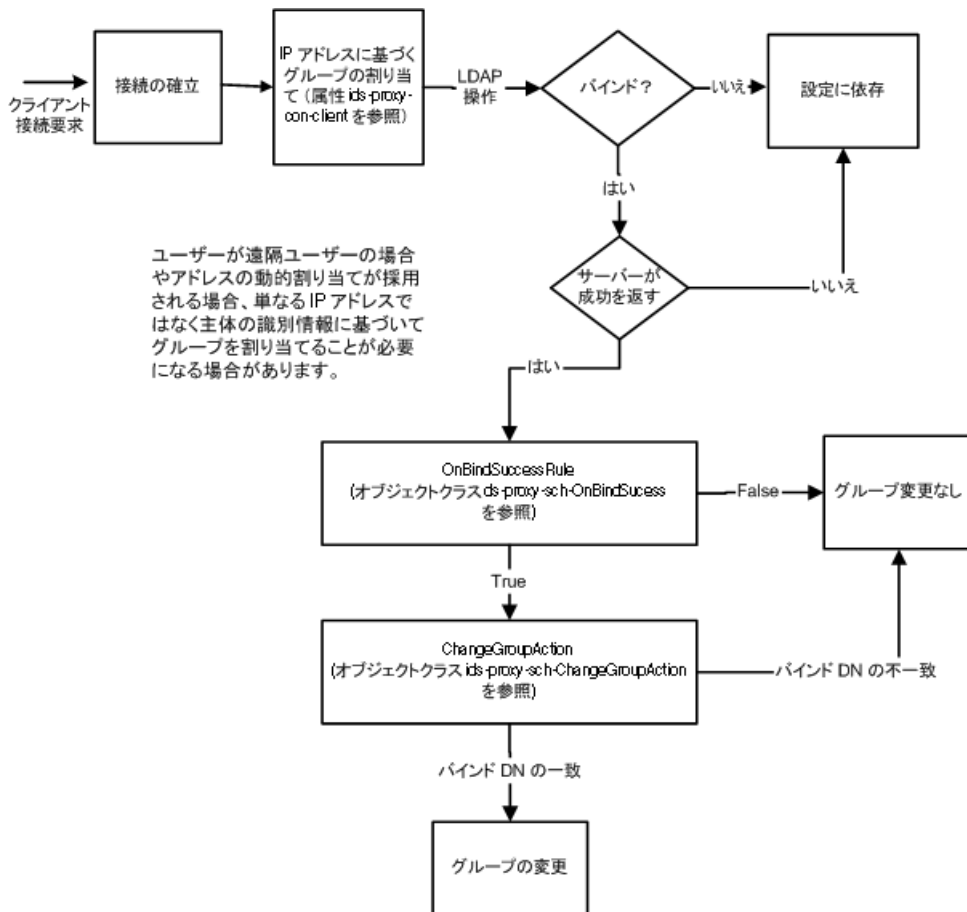 クライアント
接続要求
接続の確立
IP アドレスに基づく
グループの割り当
て（属性 ids-proxy-
con-client を参照）
LDAP
操作
バインド？
いいえ
設定に依存
はい
ユーザーが遠隔ユーザーの場合
やアドレスの動的割り当てが採用
される場合、単なる IP アドレスで
はなく主体の識別情報に基づいて
グループを割り当てることが必要
になる場合があります。
サーバーが
成功を返す
いいえ
はい
OnBindSuccessRule
(オブジェクトクラス ds-proxy-sch-OnBindSucess
を参照)
False
グループ変更なし
True
ChangeGroupAction
(オブジェクトクラス ids-proxy-sch-ChangeGroupAction
を参照)
バインド DN の不一致
バインド DN の一致
グループの変更